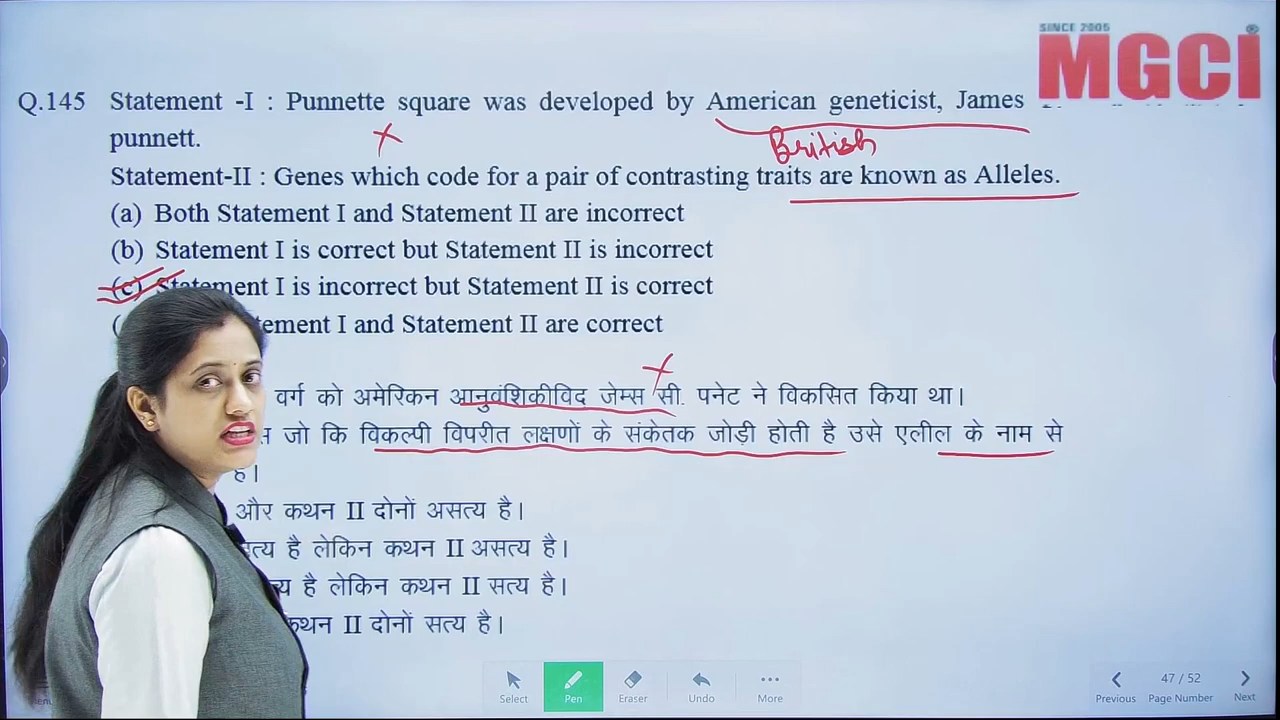 SINCE 2005
MGCI
Q.145 Statement -I : Punnette square was developed by American geneticist, James
punnett.
British
Statement-II : Genes which code for a pair of contrasting traits are known as Alleles.
(a) Both Statement I and Statement II are incorrect
(b) Statement I is correct but Statement II is incorrect
(c) Statement I is incorrect but Statement II is correct
I and Statement II are correct
वर्ग को अमेरिकन आनुवंशिकीविद जेम्स सी. पनेट ने विकसित किया था।
जो कि विकल्पी विपरीत लक्षणों के संकेतक जोड़ी होती है उसे एलील के नाम से
है।
और कथन II दोनों असत्य है।
है लेकिन कथन II असत्य है।
है लेकिन कथन II सत्य है।
कथन II दोनों सत्य है।
Select Pen Eraser Undo More
Previous 47 / 52 Page Number Next